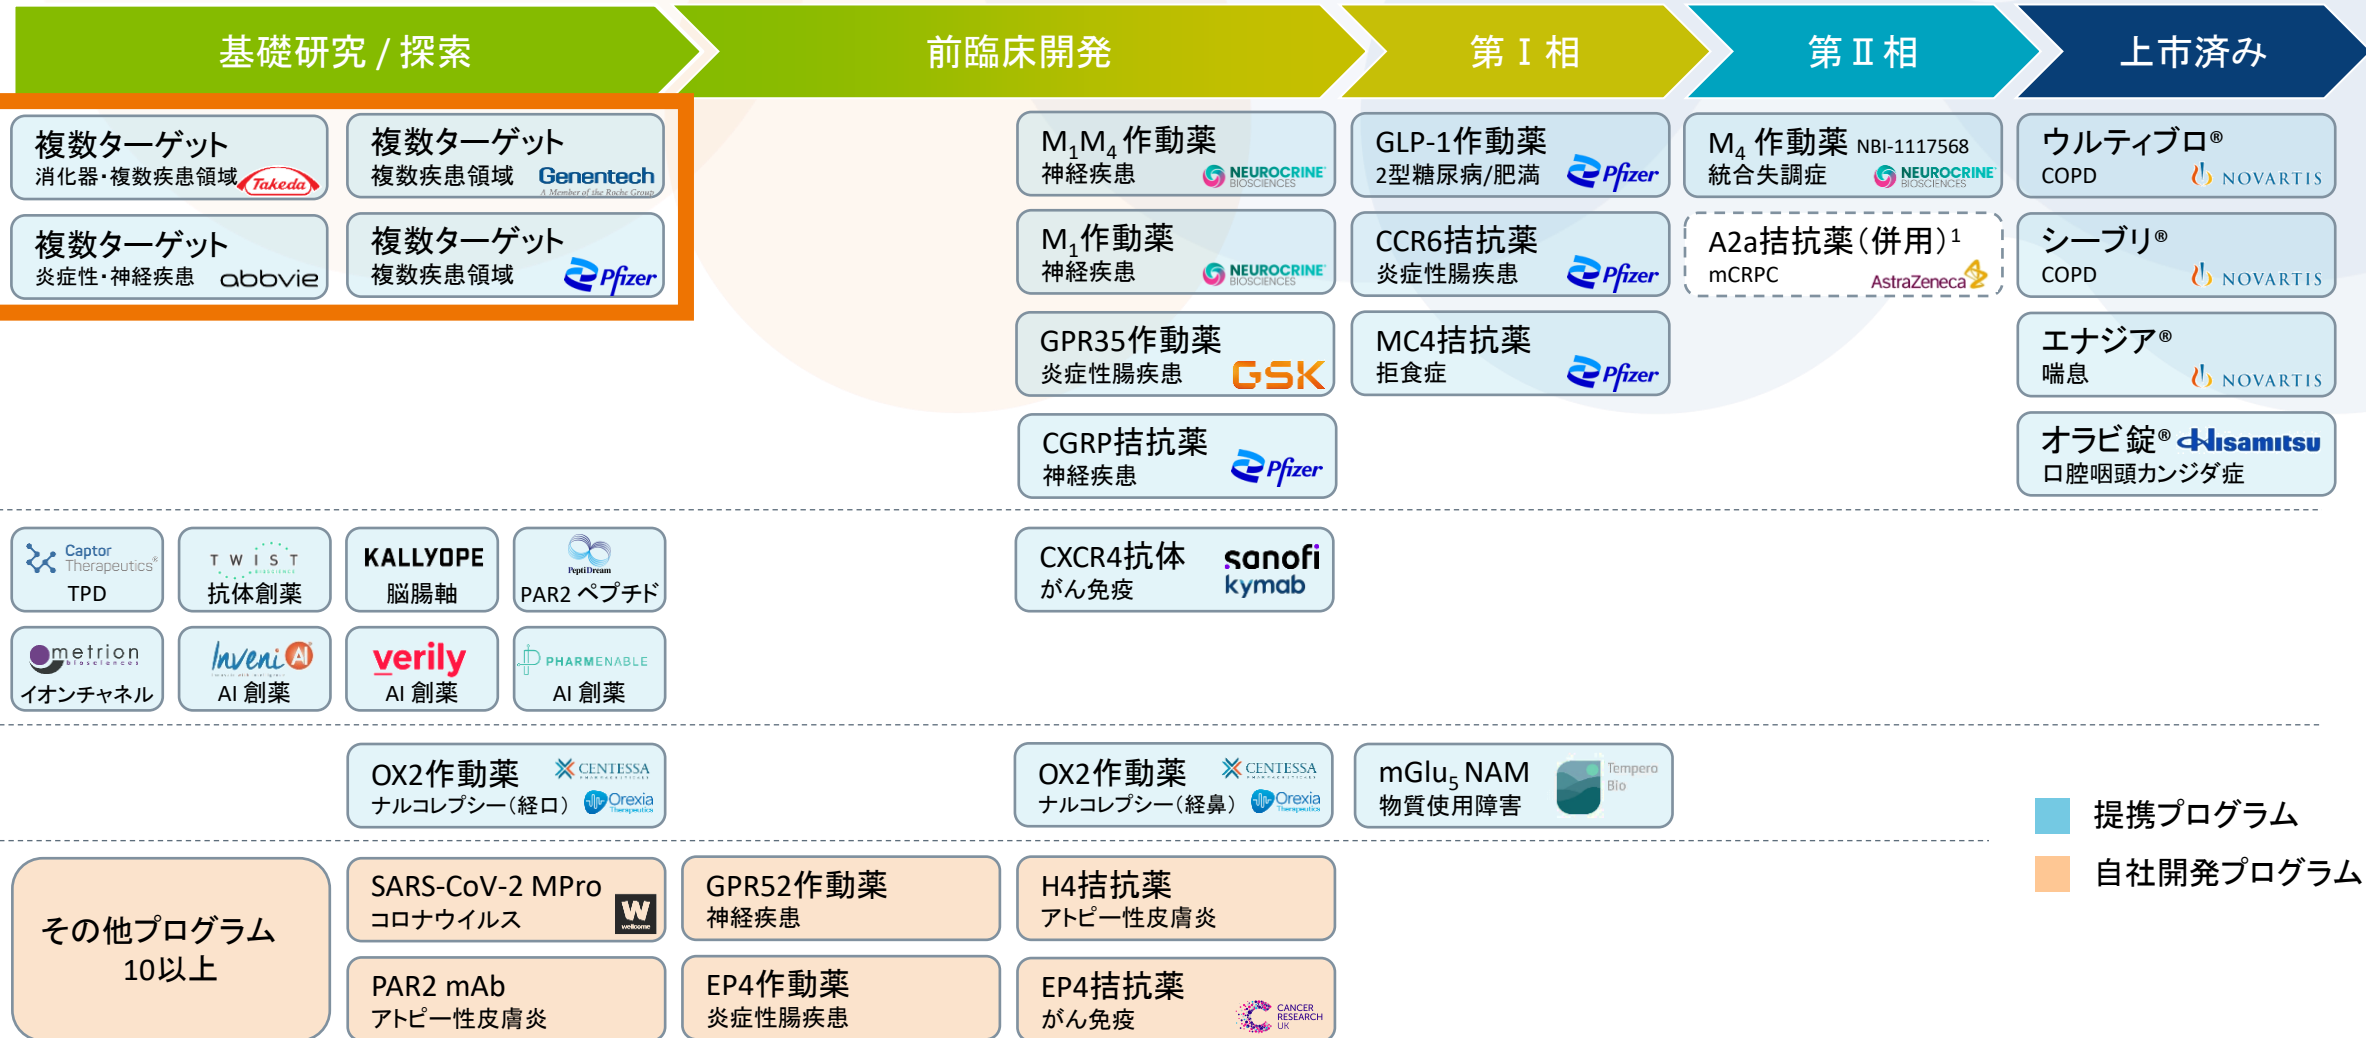 基礎研究 / 探索
前臨床開発
第Ⅰ相
第Ⅱ相
上市済み
複数ターゲット
消化器・複数疾患領域
Takeda
複数ターゲット
複数疾患領域
Genentech
A Member of the Roche Group
複数ターゲット
炎症性・神経疾患
abbvie
複数ターゲット
複数疾患領域
Pfizer
M₁M₄ 作動薬
神経疾患
NEUROCRINE
BIOSCIENCES
M₁作動薬
神経疾患
NEUROCRINE
BIOSCIENCES
GPR35作動薬
炎症性腸疾患
GSK
CGRP拮抗薬
神経疾患
Pfizer
GLP-1作動薬
2型糖尿病/肥満
Pfizer
CCR6拮抗薬
炎症性腸疾患
Pfizer
MC4拮抗薬
拒食症
Pfizer
M₄ 作動薬 NBI-1117568
統合失調症
NEUROCRINE
BIOSCIENCES
A2a拮抗薬(併用)¹
mCRPC
AstraZeneca
ウルティブロ®
COPD
NOVARTIS
シーブリ®
COPD
NOVARTIS
エナジア®
喘息
NOVARTIS
オラビ錠® Hisamitsu
口腔咽頭カンジダ症
Captor
Therapeutics®
TPD
TWIST
BIOSCIENCE
抗体創薬
KALLYOPE
脳腸軸
PeptiDream
PAR2 ペプチド
metrion
biosciences
イオンチャネル
InveniAI
AI 創薬
verily
AI 創薬
PHARMENABLE
AI 創薬
CXCR4抗体
がん免疫
sanofi
kymab
OX2作動薬
ナルコレプシー(経口)
CENTESSA
PHARMACEUTICALS
Orexia
Therapeutics
OX2作動薬
ナルコレプシー(経鼻)
CENTESSA
PHARMACEUTICALS
Orexia
Therapeutics
mGlu₅ NAM
物質使用障害
Tempero
Bio
提携プログラム
自社開発プログラム
その他プログラム
10以上
SARS-CoV-2 MPro
コロナウイルス
W
wellcome
PAR2 mAb
アトピー性皮膚炎
GPR52作動薬
神経疾患
EP4作動薬
炎症性腸疾患
H4拮抗薬
アトピー性皮膚炎
EP4拮抗薬
がん免疫
CANCER
RESEARCH
UK